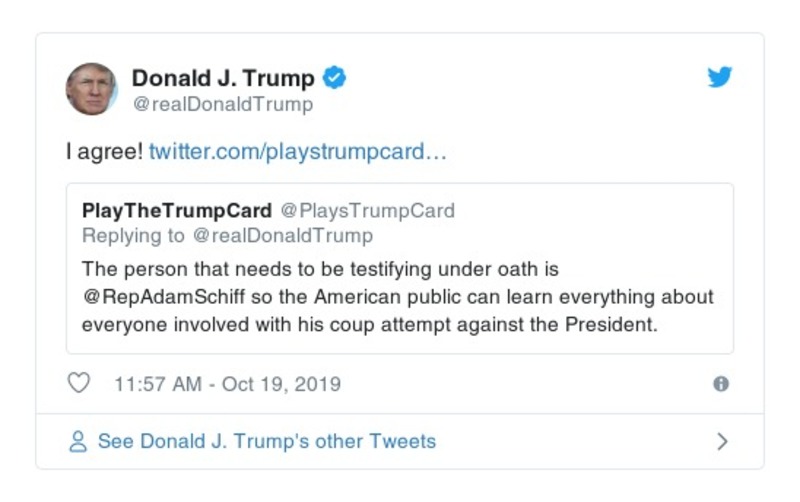 Donald J. Trump
@realDonaldTrump
I agree! twitter.com/playstrumpcard…
PlayTheTrumpCard @PlaysTrumpCard
Replying to @realDonaldTrump
The person that needs to be testifying under oath is
@RepAdamSchiff so the American public can learn everything about
everyone involved with his coup attempt against the President.
11:57 AM - Oct 19, 2019
See Donald J. Trump's other Tweets